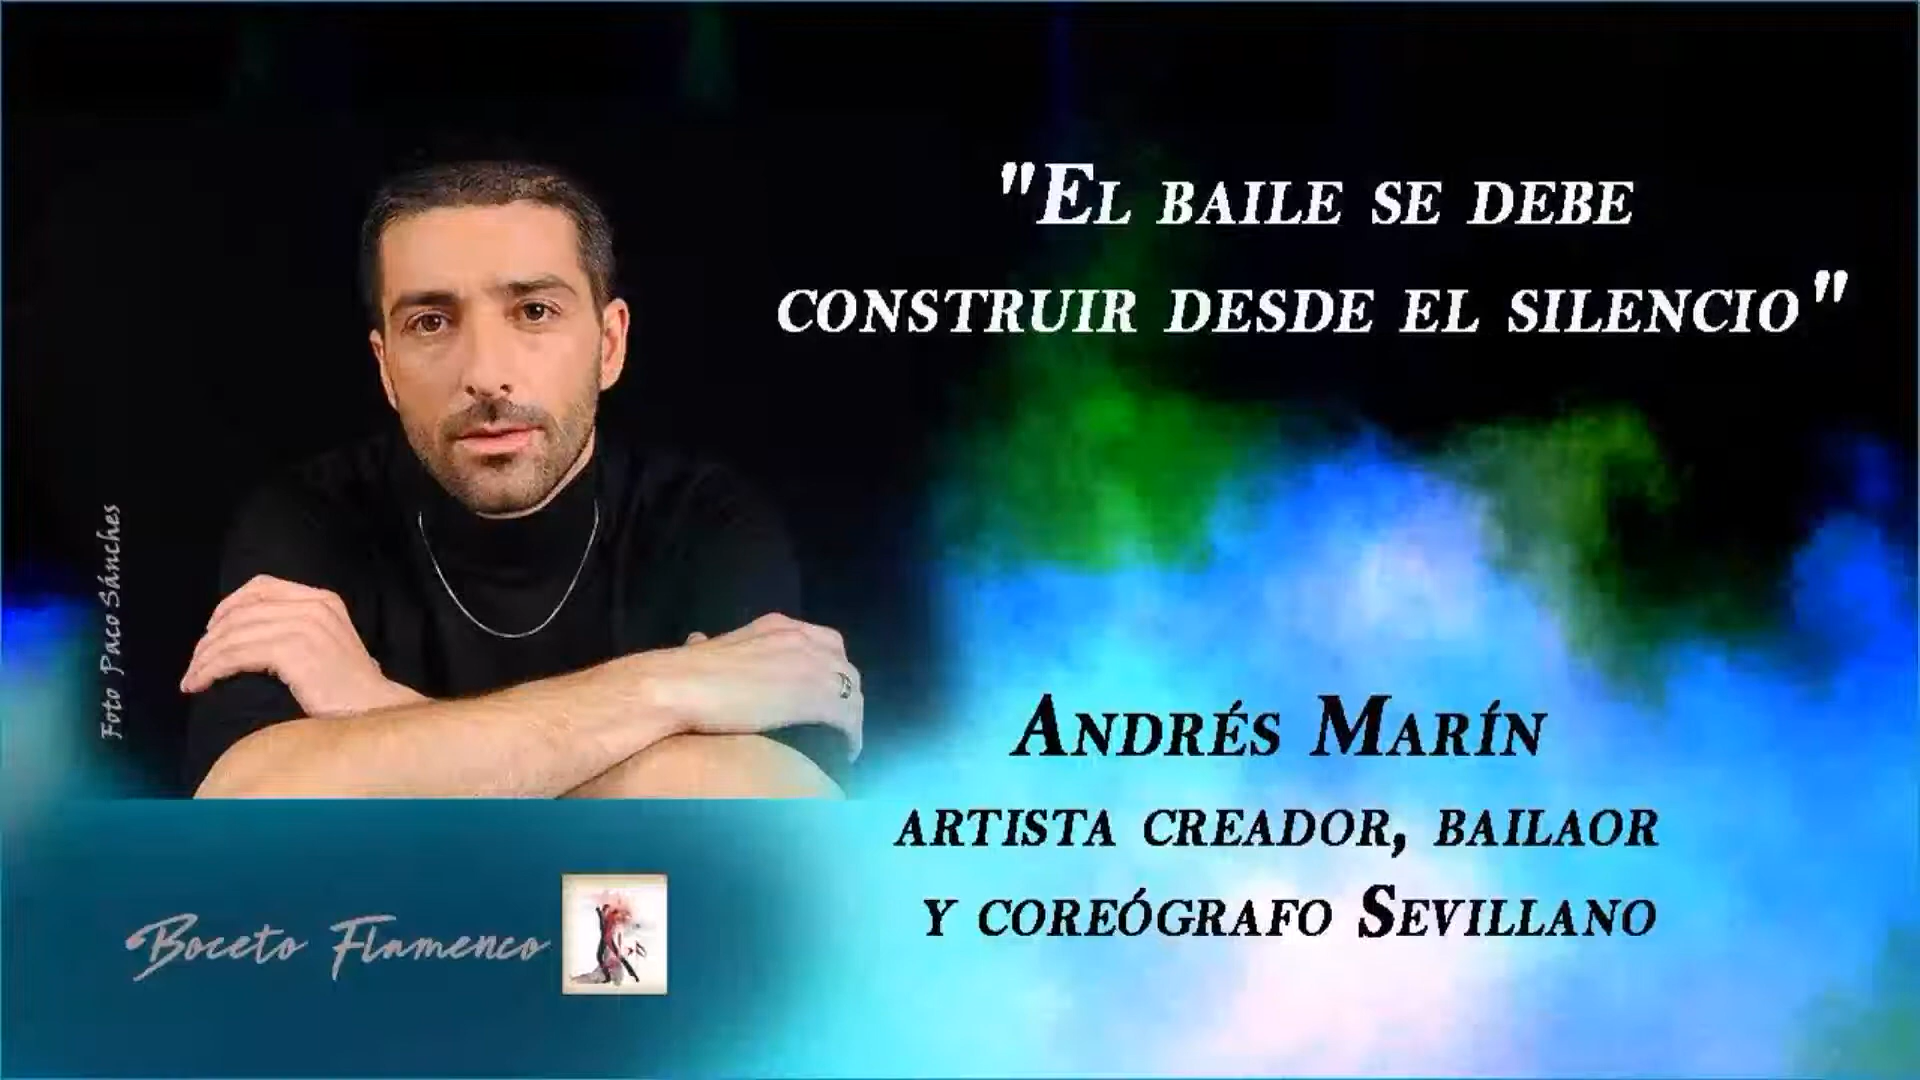 "El baile se debe
construir desde el silencio"
Foto Paco Sánches
Andrés Marín
artista creador, bailaor
y coreógrafo Sevillano
Boceto Flamenco